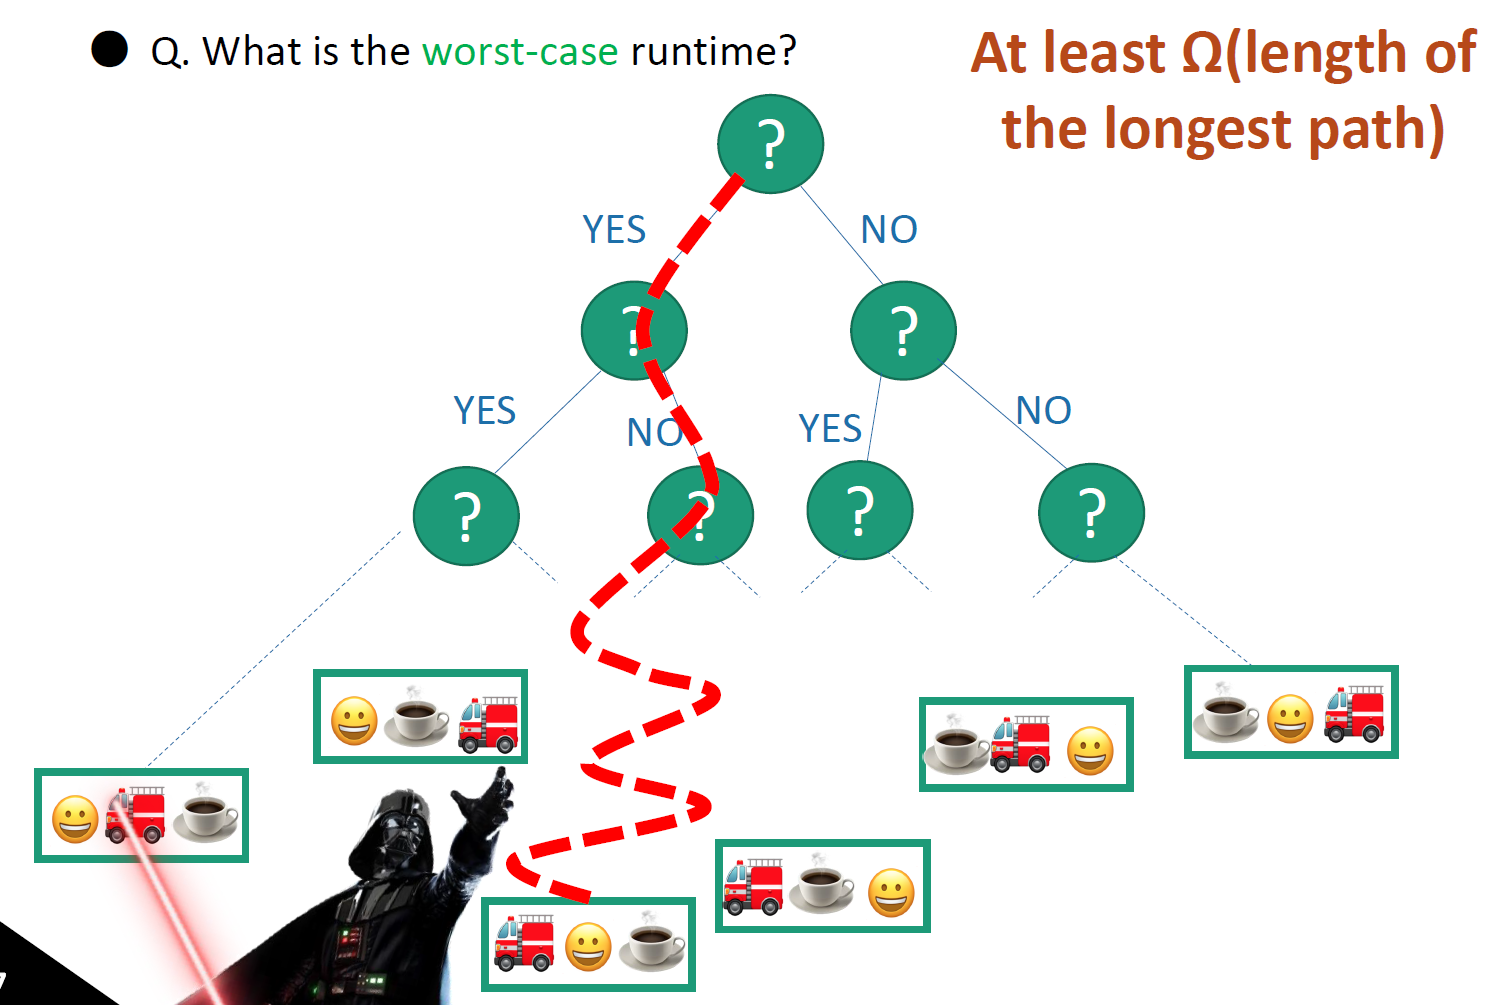 ● Q. What is the worst-case runtime?
At least Ω(length of
the longest path)
?
YES
NO
?
?
YES
NO
YES
NO
?
?
?
?